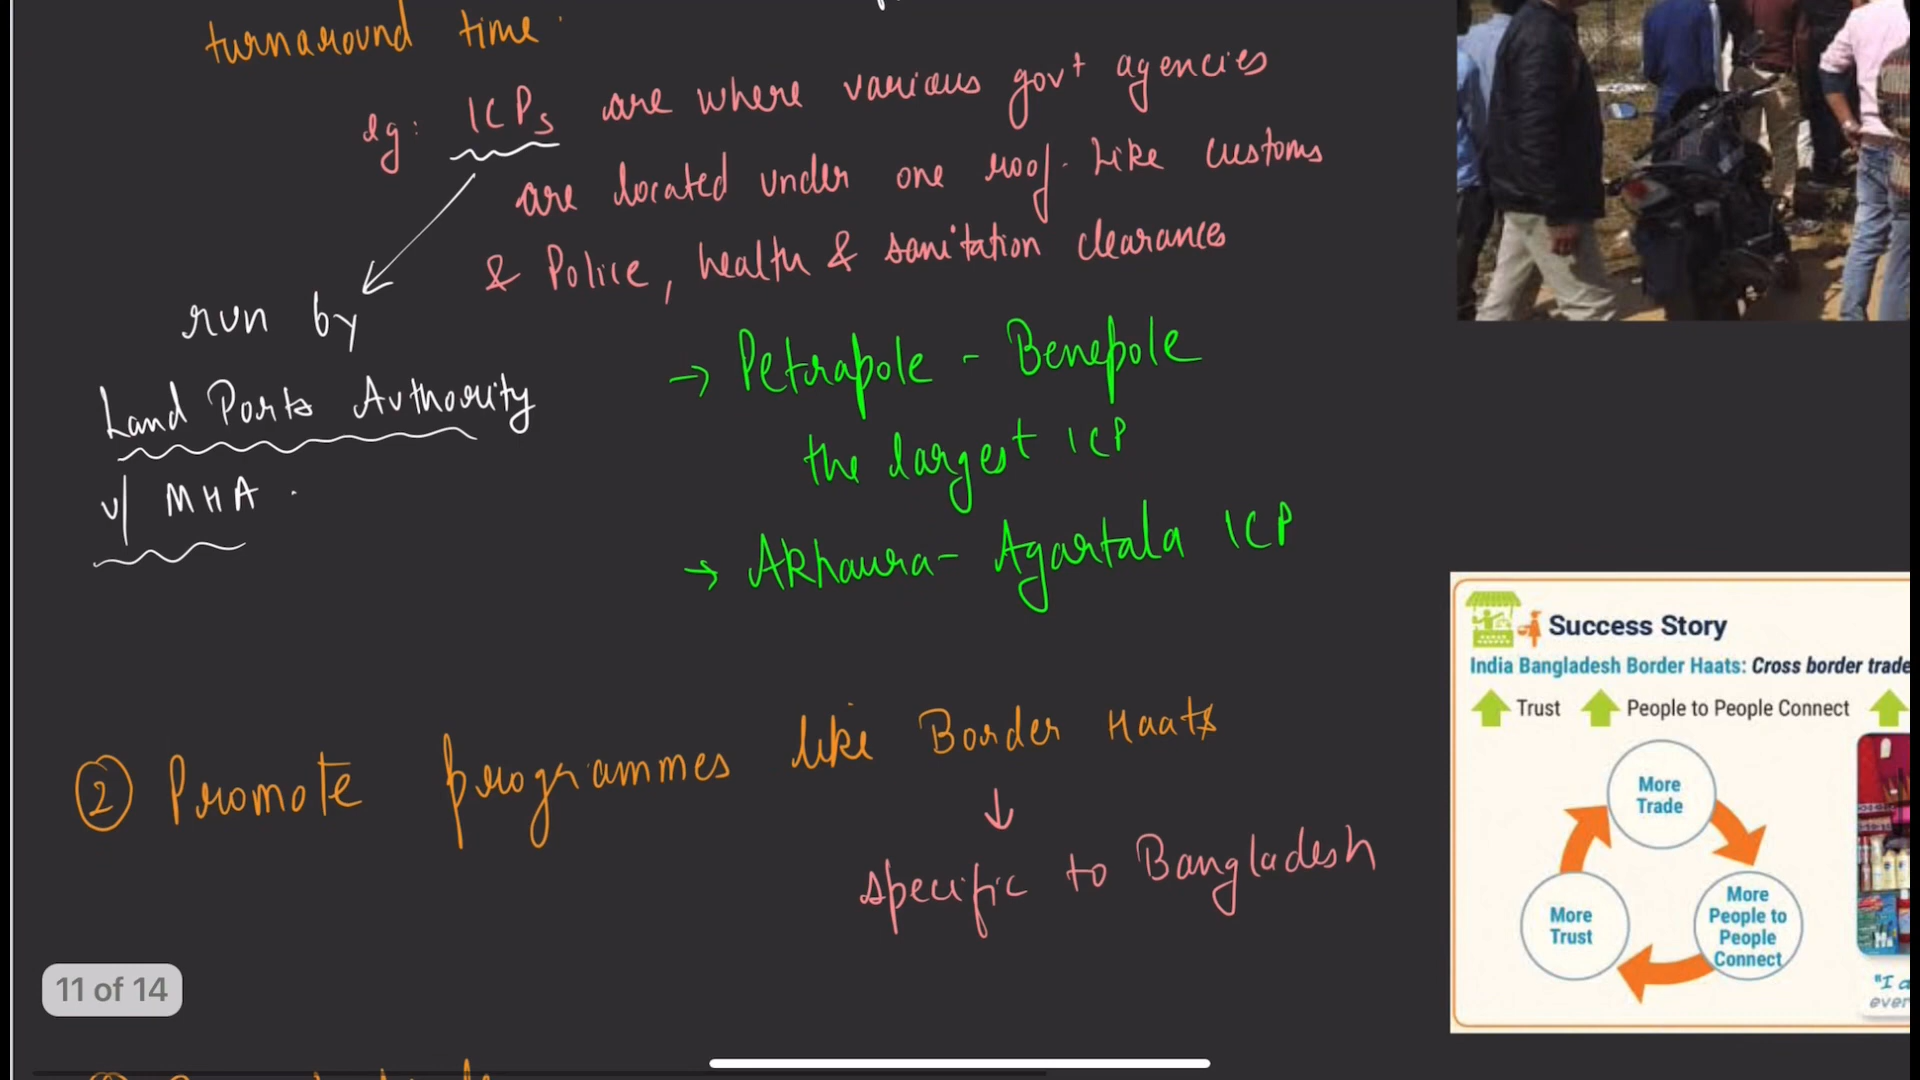 turnaround time.
eg: ICPs are where various govt agencies
are located under one roof. Like customs
& Police, health & sanitation clearances
run by
Land Ports Authority
u/ MHA.
→ Petrapole - Benepole
the largest ICP
→ Akhaura - Agartala ICP
② Promote programmes like Border Haats
↓
specific to Bangladesh
Success Story
India Bangladesh Border Haats: Cross border trade
Trust People to People Connect
More
Trade
More
People to
People
Connect
More
Trust
"I a
ever
11 of 14